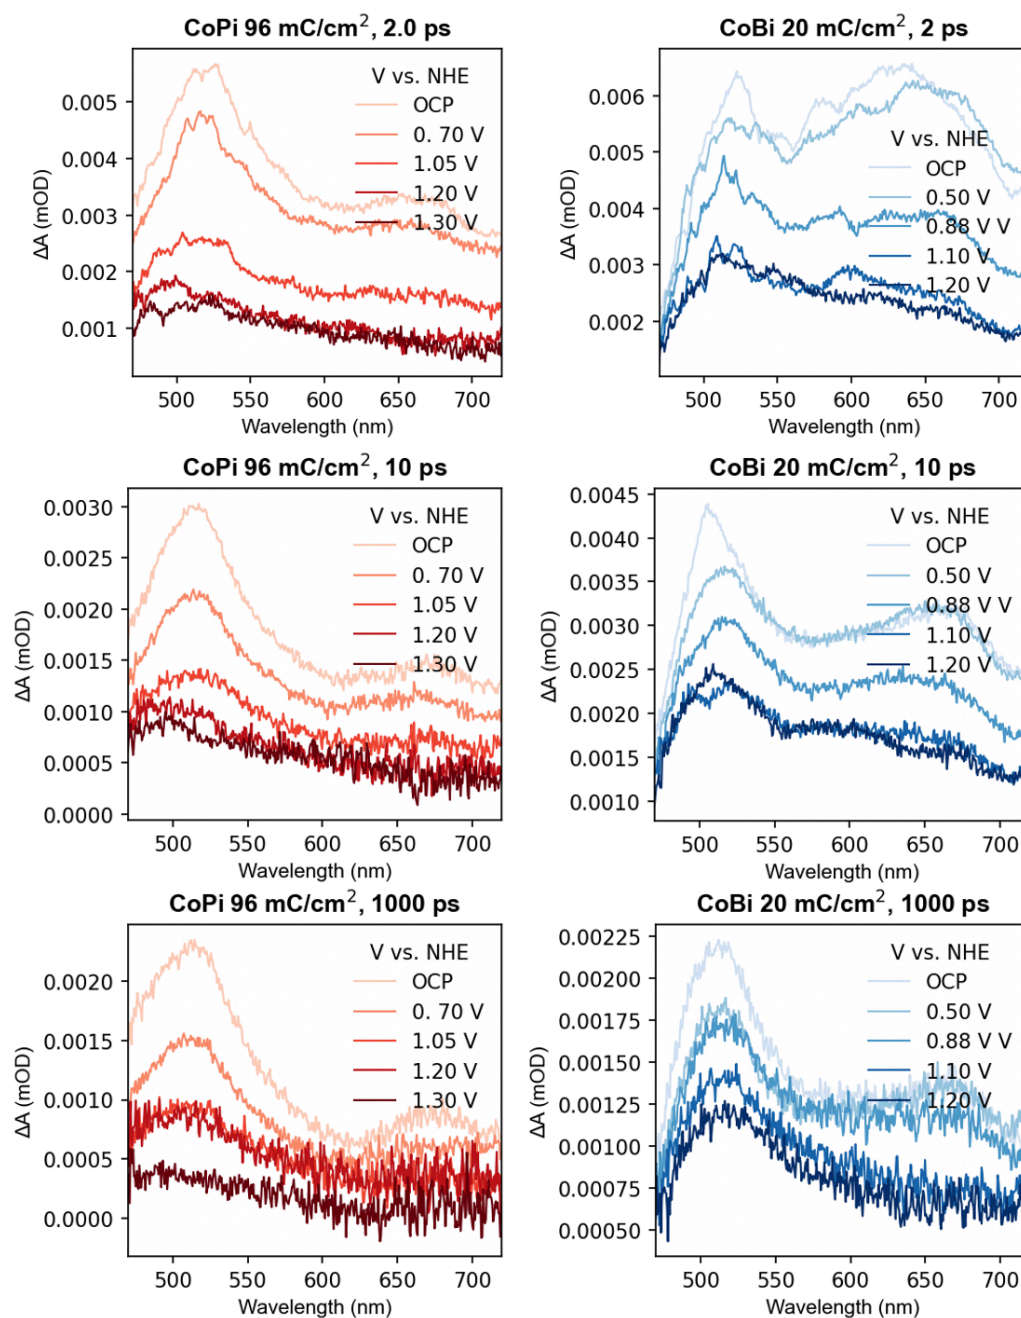 CoPi 96 mC/cm², 2.0 ps
V vs. NHE
OCP
0. 70 V
1.05 V
1.20 V
1.30 V
0.005
0.004
0.003
0.002
0.001
ΔA (mOD)
500 550 600 650 700
Wavelength (nm)
CoBi 20 mC/cm², 2 ps
V vs. NHE
OCP
0.50 V
0.88 V V
1.10 V
1.20 V
0.006
0.005
0.004
0.003
0.002
ΔA (mOD)
500 550 600 650 700
Wavelength (nm)
CoPi 96 mC/cm², 10 ps
V vs. NHE
OCP
0. 70 V
1.05 V
1.20 V
1.30 V
0.0030
0.0025
0.0020
0.0015
0.0010
0.0005
0.0000
ΔA (mOD)
500 550 600 650 700
Wavelength (nm)
CoBi 20 mC/cm², 10 ps
V vs. NHE
OCP
0.50 V
0.88 V V
1.10 V
1.20 V
0.0045
0.0040
0.0035
0.0030
0.0025
0.0020
0.0015
0.0010
ΔA (mOD)
500 550 600 650 700
Wavelength (nm)
CoPi 96 mC/cm², 1000 ps
V vs. NHE
OCP
0. 70 V
1.05 V
1.20 V
1.30 V
0.0020
0.0015
0.0010
0.0005
0.0000
ΔA (mOD)
500 550 600 650 700
Wavelength (nm)
CoBi 20 mC/cm², 1000 ps
V vs. NHE
OCP
0.50 V
0.88 V V
1.10 V
1.20 V
0.00225
0.00200
0.00175
0.00150
0.00125
0.00100
0.00075
0.00050
ΔA (mOD)
500 550 600 650 700
Wavelength (nm)